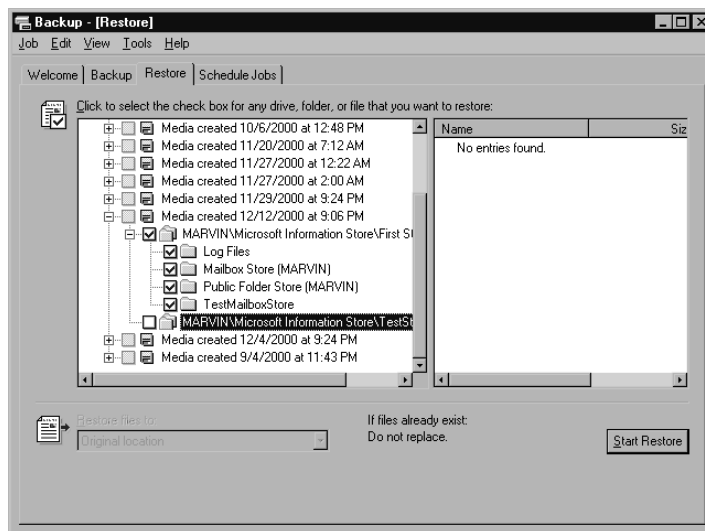 Backup - [Restore]
Job Edit View Tools Help
Welcome Backup Restore Schedule Jobs
Click to select the check box for any drive, folder, or file that you want to restore:
Media created 10/6/2000 at 12:48 PM
Media created 11/20/2000 at 7:12 AM
Media created 11/27/2000 at 12:22 AM
Media created 11/27/2000 at 2:00 AM
Media created 11/29/2000 at 9:24 PM
Media created 12/12/2000 at 9:06 PM
MARVIN\Microsoft Information Store\First S
Log Files
Mailbox Store (MARVIN)
Public Folder Store (MARVIN)
TestMailboxStore
MARVIN\Microsoft Information Store\TestS
Media created 12/4/2000 at 9:24 PM
Media created 9/4/2000 at 11:43 PM
Name Siz
No entries found.
Restore files to:
Original location
If files already exist:
Do not replace.
Start Restore